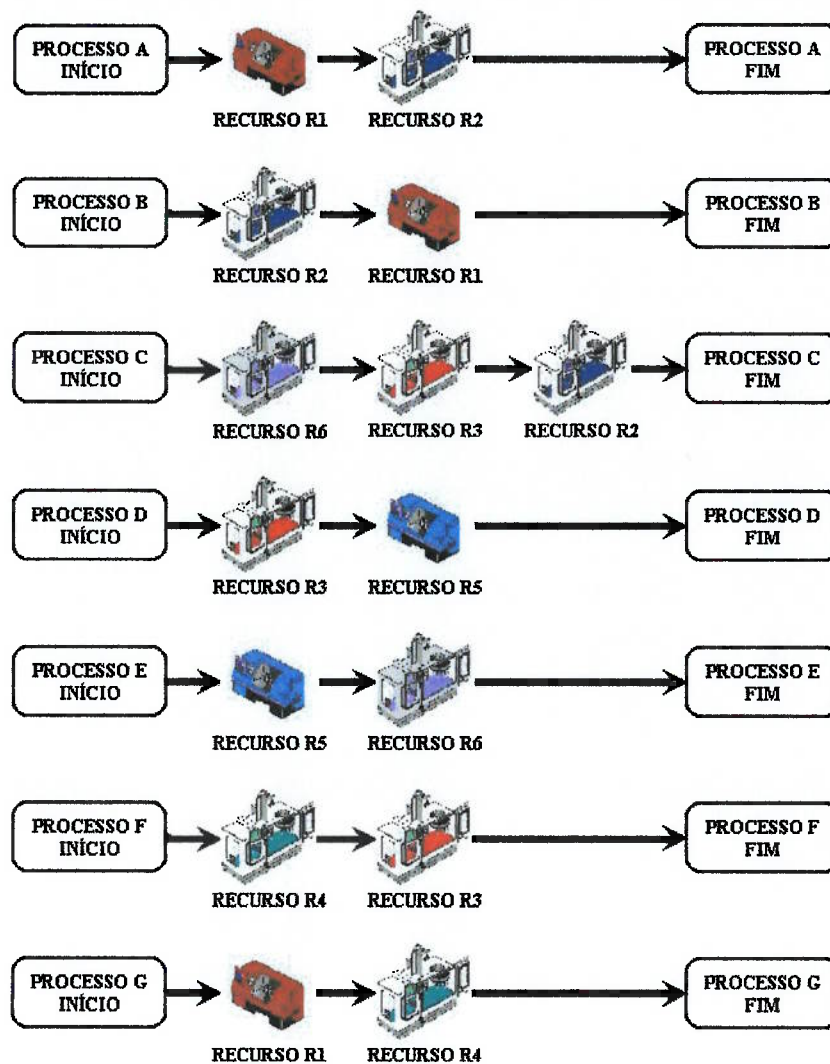 PROCESSO A
INÍCIO
RECURSO R1
RECURSO R2
PROCESSO A
FIM
PROCESSO B
INÍCIO
RECURSO R2
RECURSO R1
PROCESSO B
FIM
PROCESSO C
INÍCIO
RECURSO R6
RECURSO R3
RECURSO R2
PROCESSO C
FIM
PROCESSO D
INÍCIO
RECURSO R3
RECURSO R5
PROCESSO D
FIM
PROCESSO E
INÍCIO
RECURSO R5
RECURSO R6
PROCESSO E
FIM
PROCESSO F
INÍCIO
RECURSO R4
RECURSO R3
PROCESSO F
FIM
PROCESSO G
INÍCIO
RECURSO R1
RECURSO R4
PROCESSO G
FIM